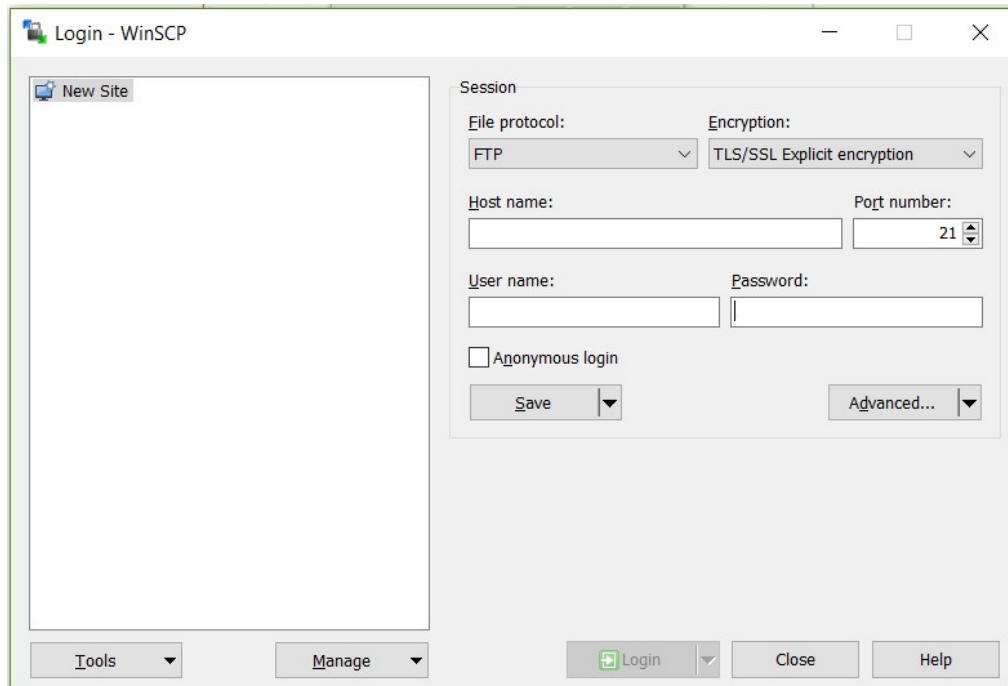 Login - WinSCP
New Site
Session
File protocol:
Encryption:
FTP
TLS/SSL Explicit encryption
Host name:
Port number:
21
User name:
Password:
Anonymous login
Save
Advanced...
Tools
Manage
Login
Close
Help